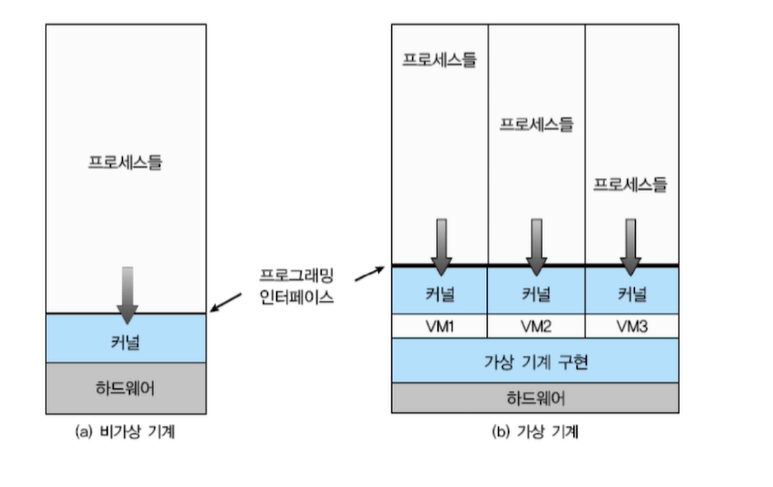 프로세스들
커널
하드웨어
(a) 비가상 기계
프로그래밍
인터페이스
프로세스들
프로세스들
프로세스들
커널
커널
커널
VM1
VM2
VM3
가상 기계 구현
하드웨어
(b) 가상 기계